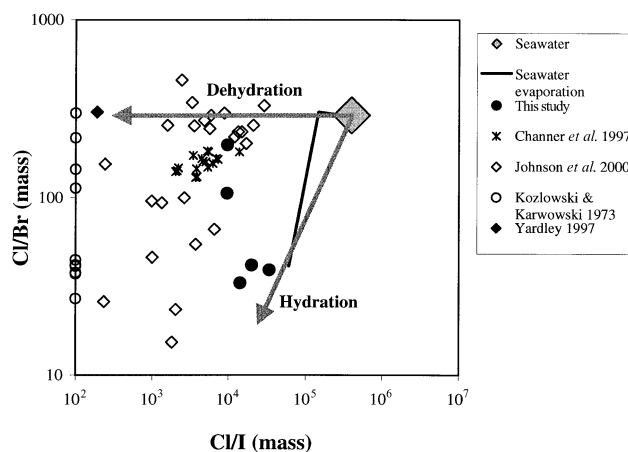 1000
100
10
Cl/Br (mass)
Dehydration
Hydration
10² 10³ 10⁴ 10⁵ 10⁶ 10⁷
Cl/I (mass)
Seawater
Seawater
evaporation
This study
Channer et al. 1997
Johnson et al. 2000
Kozlowski &
Karwowski 1973
Yardley 1997